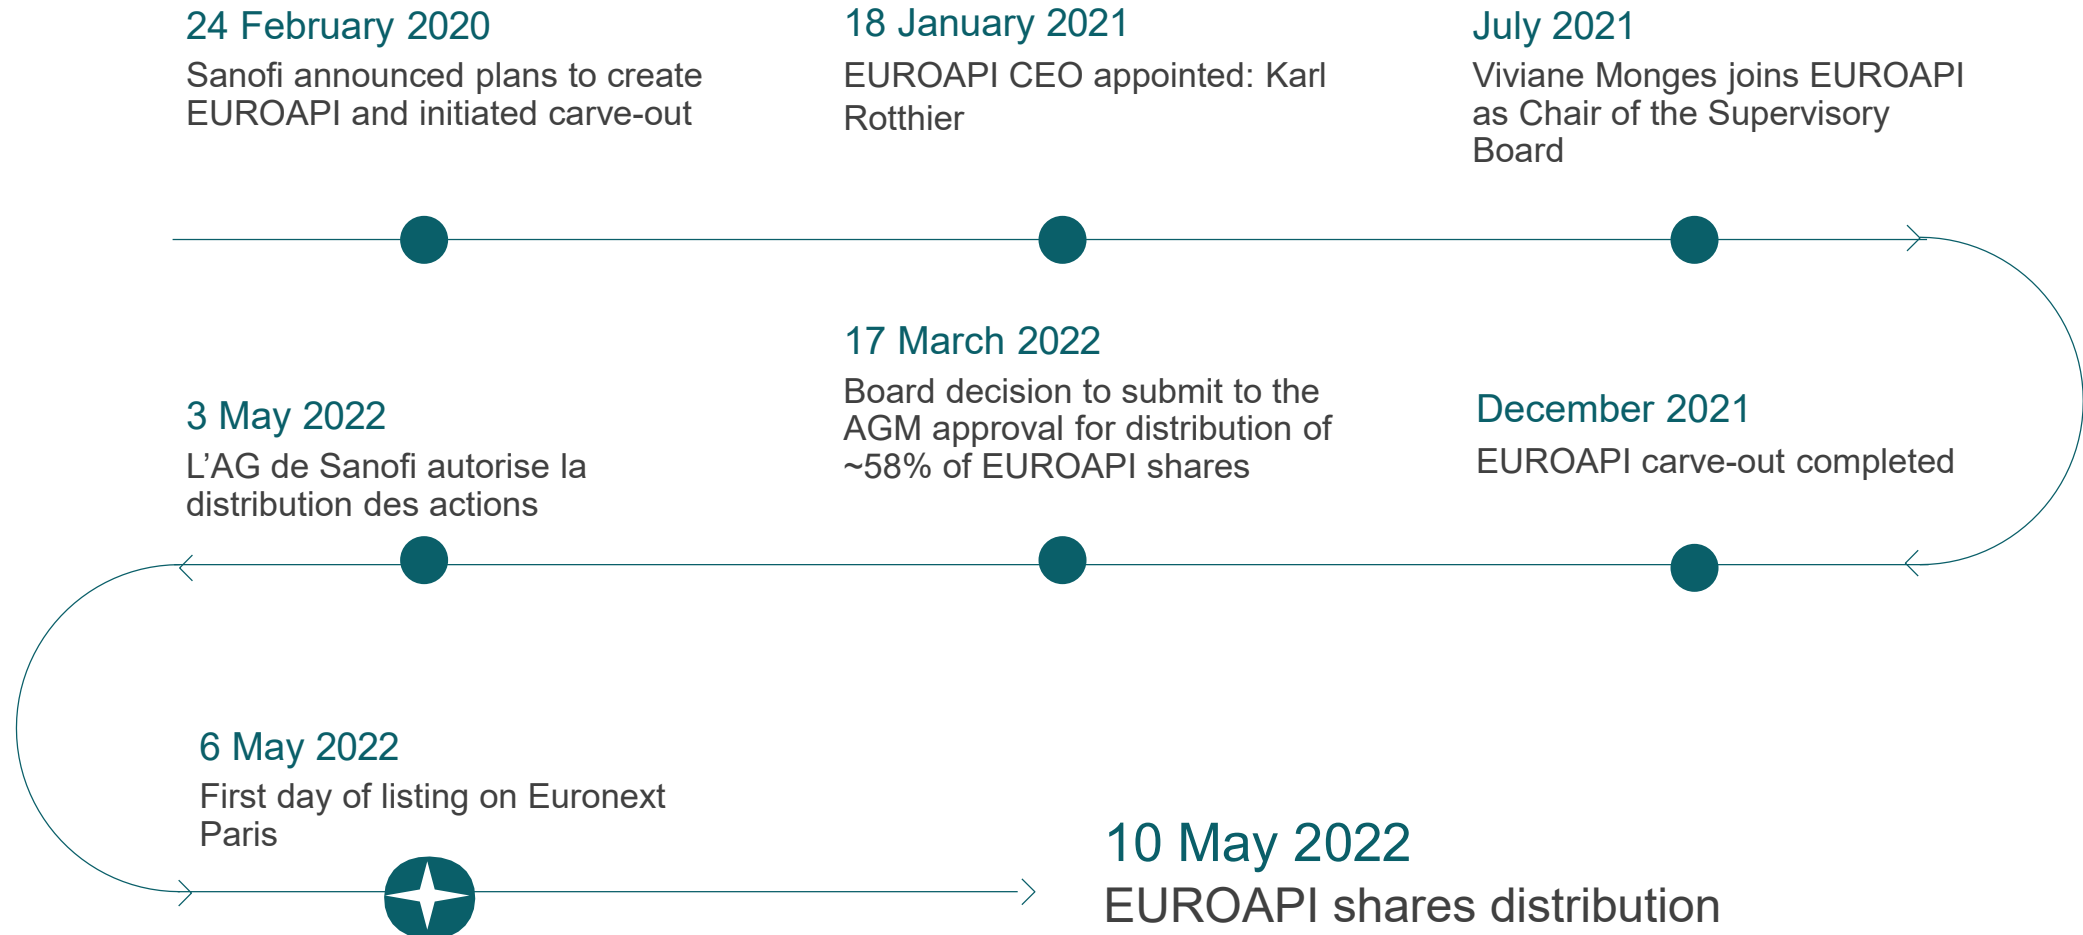 24 February 2020
Sanofi announced plans to create
EUROAPI and initiated carve-out
18 January 2021
EUROAPI CEO appointed: Karl
Rotthier
July 2021
Viviane Monges joins EUROAPI
as Chair of the Supervisory
Board
December 2021
EUROAPI carve-out completed
17 March 2022
Board decision to submit to the
AGM approval for distribution of
~58% of EUROAPI shares
3 May 2022
L’AG de Sanofi autorise la
distribution des actions
6 May 2022
First day of listing on Euronext
Paris
10 May 2022
EUROAPI shares distribution